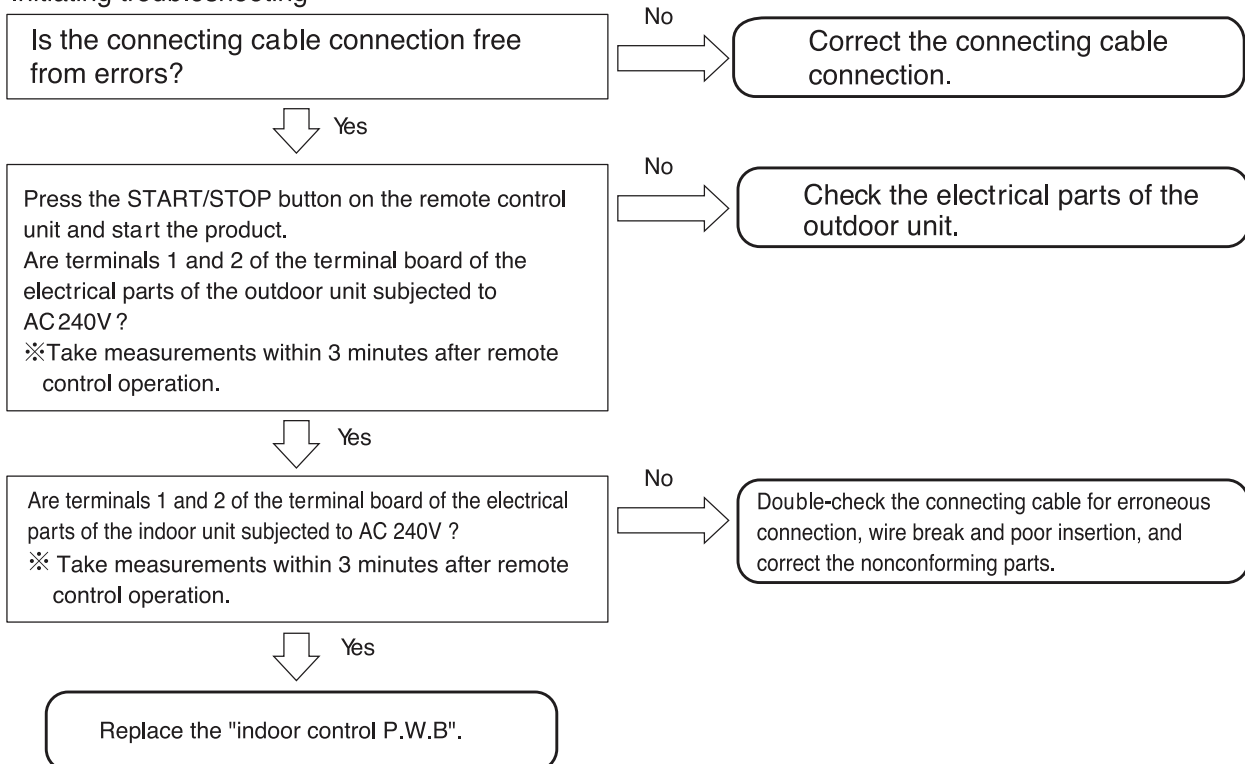 Initiating troubleshooting
Is the connecting cable connection free
from errors?
No
Correct the connecting cable
connection.
Yes
Press the START/STOP button on the remote control
unit and start the product.
Are terminals 1 and 2 of the terminal board of the
electrical parts of the outdoor unit subjected to
AC 240V ?
※Take measurements within 3 minutes after remote
control operation.
No
Check the electrical parts of the
outdoor unit.
Yes
Are terminals 1 and 2 of the terminal board of the electrical
parts of the indoor unit subjected to AC 240V ?
※ Take measurements within 3 minutes after remote
control operation.
No
Double-check the connecting cable for erroneous
connection, wire break and poor insertion, and
correct the nonconforming parts.
Yes
Replace the "indoor control P.W.B".